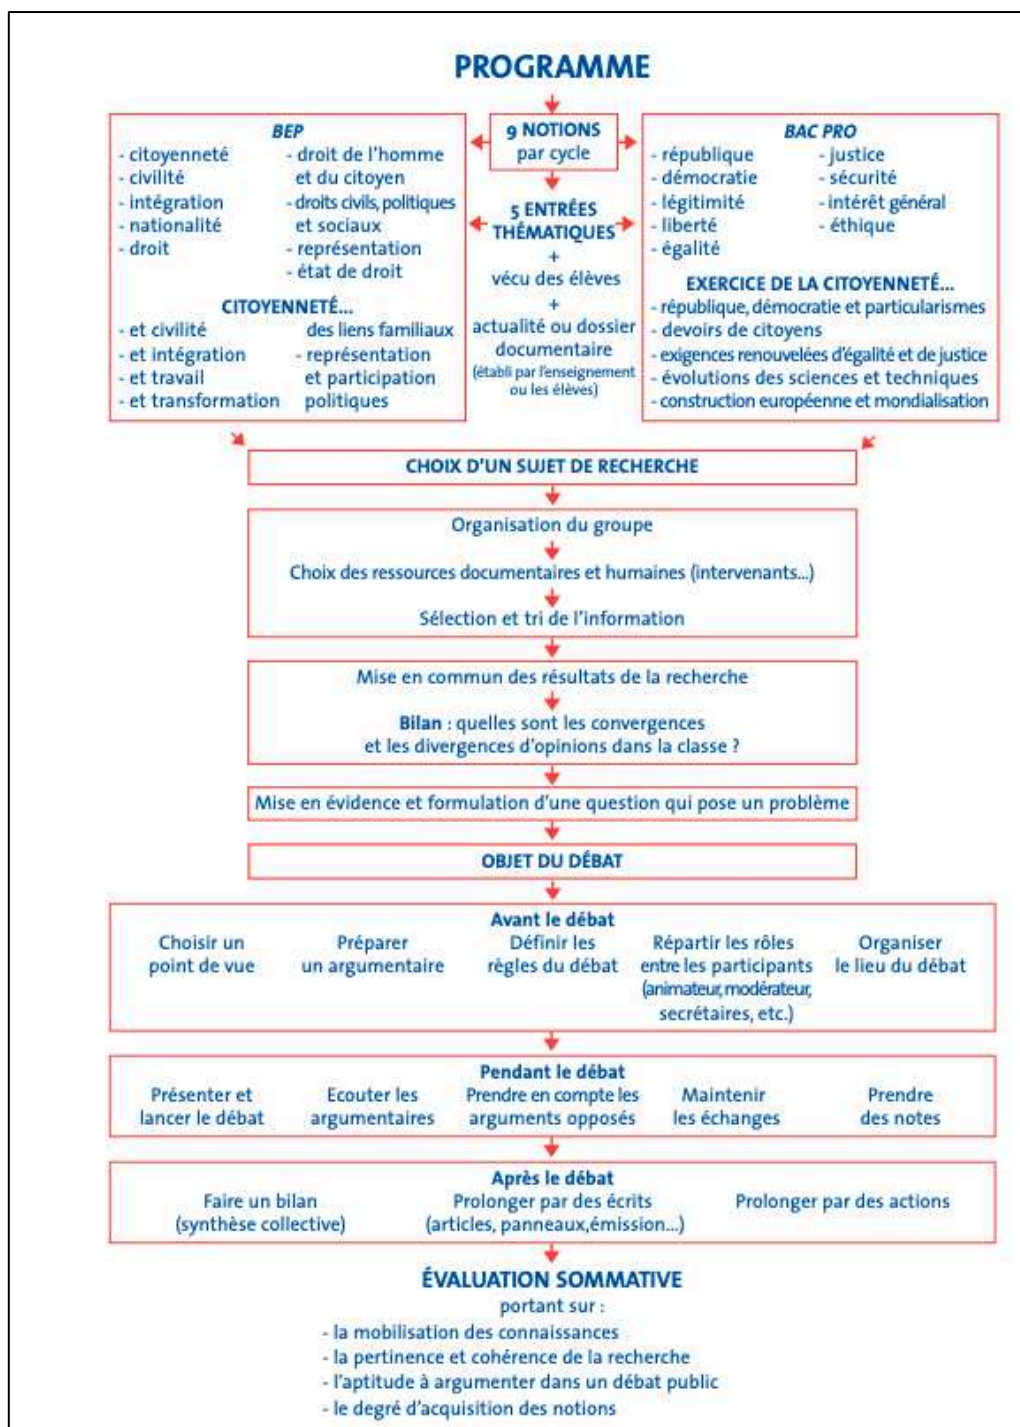 PROGRAMME
BEP
- citoyenneté
- civilité
- intégration
- nationalité
- droit
- droit de l'homme
et du citoyen
- droits civils, politiques
et sociaux
- représentation
- état de droit
CITOYENNETÉ...
- et civilité
- et intégration
- et travail
- et transformation
des liens familiaux
- représentation
et participation
politiques
9 NOTIONS
par cycle
5 ENTRÉES
THÉMATIQUES
+
vécu des élèves
+
actualité ou dossier
documentaire
(établi par l'enseignement
ou les élèves)
BAC PRO
- république
- démocratie
- légitimité
- liberté
- égalité
- justice
- sécurité
- intérêt général
- éthique
EXERCICE DE LA CITOYENNETÉ...
- république, démocratie et particularismes
- devoirs de citoyens
- exigences renouvelées d'égalité et de justice
- évolutions des sciences et techniques
- construction européenne et mondialisation
CHOIX D'UN SUJET DE RECHERCHE
Organisation du groupe
Choix des ressources documentaires et humaines (intervenants...)
Sélection et tri de l'information
Mise en commun des résultats de la recherche
Bilan : quelles sont les convergences
et les divergences d'opinions dans la classe ?
Mise en évidence et formulation d'une question qui pose un problème
OBJET DU DÉBAT
Avant le débat
Choisir un
point de vue
Préparer
un argumentaire
Définir les
règles du débat
Répartir les rôles
entre les participants
(animateur, modérateur,
secrétaires, etc.)
Organiser
le lieu du débat
Pendant le débat
Présenter et
lancer le débat
Ecouter les
argumentaires
Prendre en compte les
arguments opposés
Maintenir
les échanges
Prendre
des notes
Après le débat
Faire un bilan
(synthèse collective)
Prolonger par des écrits
(articles, panneaux,émission...)
Prolonger par des actions
ÉVALUATION SOMMATIVE
portant sur :
- la mobilisation des connaissances
- la pertinence et cohérence de la recherche
- l'aptitude à argumenter dans un débat public
- le degré d'acquisition des notions